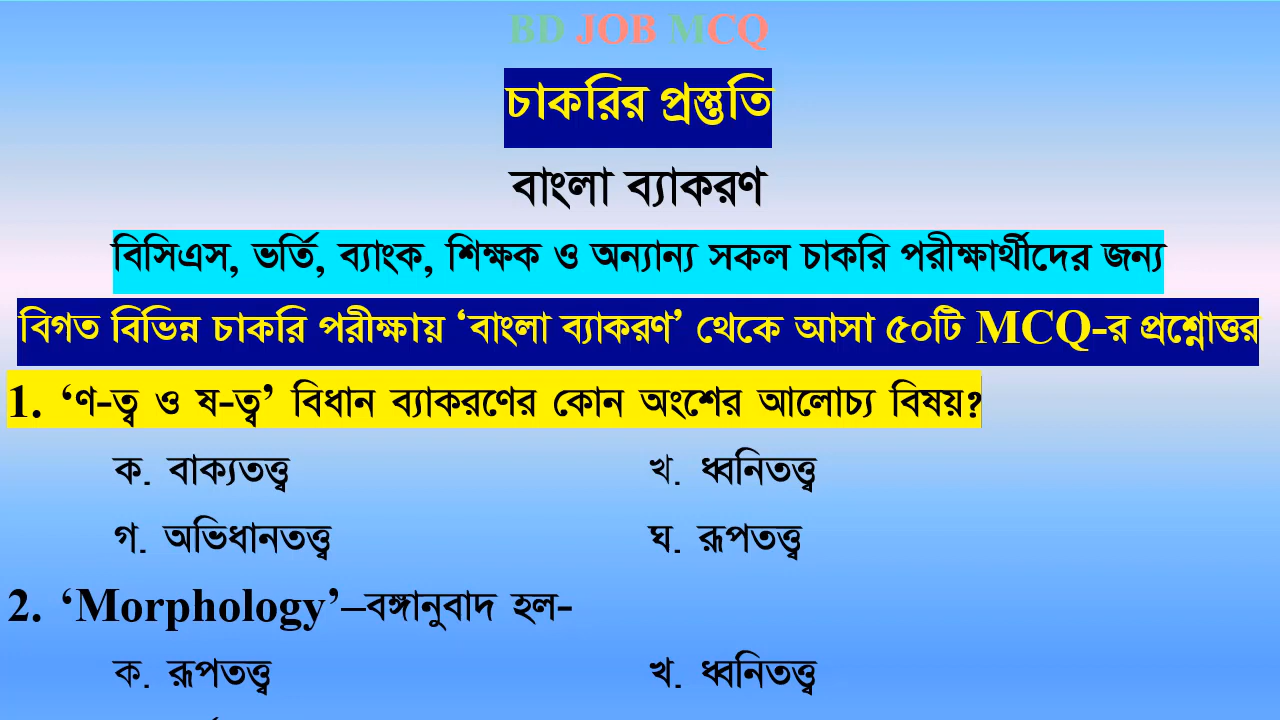 BD JOB MCQ
চাকরির প্রস্তুতি
বাংলা ব্যাকরণ
বিসিএস, ভর্তি, ব্যাংক, শিক্ষক ও অন্যান্য সকল চাকরি পরীক্ষার্থীদের জন্য
বিগত বিভিন্ন চাকরি পরীক্ষায় ‘বাংলা ব্যাকরণ’ থেকে আসা ৫০টি MCQ-র প্রশ্নোত্তর
1. ‘ণ-ত্ব ও ষ-ত্ব’ বিধান ব্যাকরণের কোন অংশের আলোচ্য বিষয়?
ক. বাক্যতত্ত্ব খ. ধ্বনিতত্ত্ব
গ. অভিধানতত্ত্ব ঘ. রূপতত্ত্ব
2. ‘Morphology’–বঙ্গানুবাদ হল-
ক. রূপতত্ত্ব খ. ধ্বনিতত্ত্ব